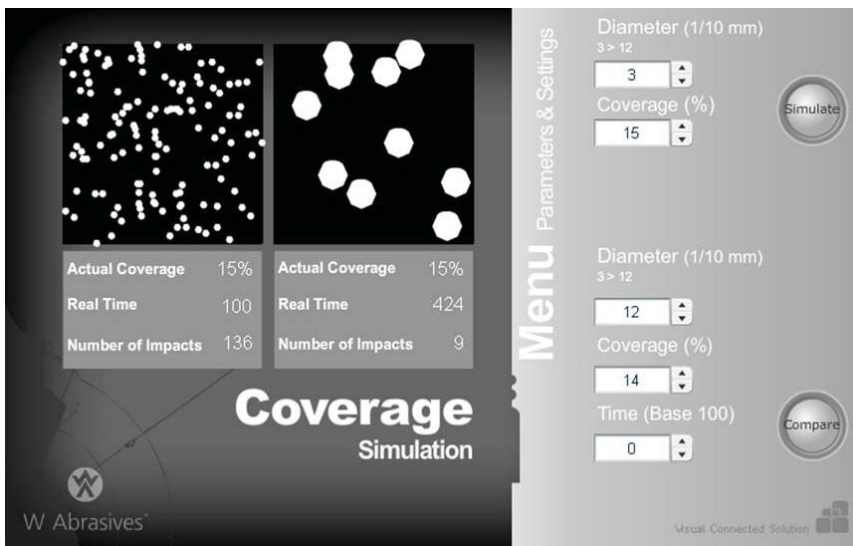 Actual Coverage 15%
Real Time 100
Number of Impacts 136
Actual Coverage 15%
Real Time 424
Number of Impacts 9
Coverage
Simulation
W Abrasives
Menu Parameters & Settings
Diameter (1/10 mm)
3 > 12
3
Coverage (%)
15
Simulate
Diameter (1/10 mm)
3 > 12
12
Coverage (%)
14
Time (Base 100)
0
Compare
Visual Connected Solution